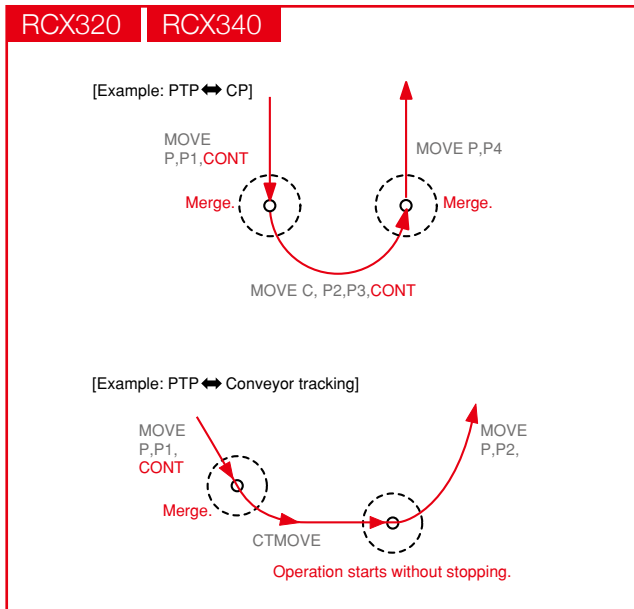 RCX320 RCX340
[Example: PTP ⬌ CP]
MOVE
P,P1,CONT
MOVE P,P4
Merge.
Merge.
MOVE C, P2,P3,CONT
[Example: PTP ⬌ Conveyor tracking]
MOVE
P,P1,
CONT
MOVE
P,P2,
Merge.
CTMOVE
Operation starts without stopping.